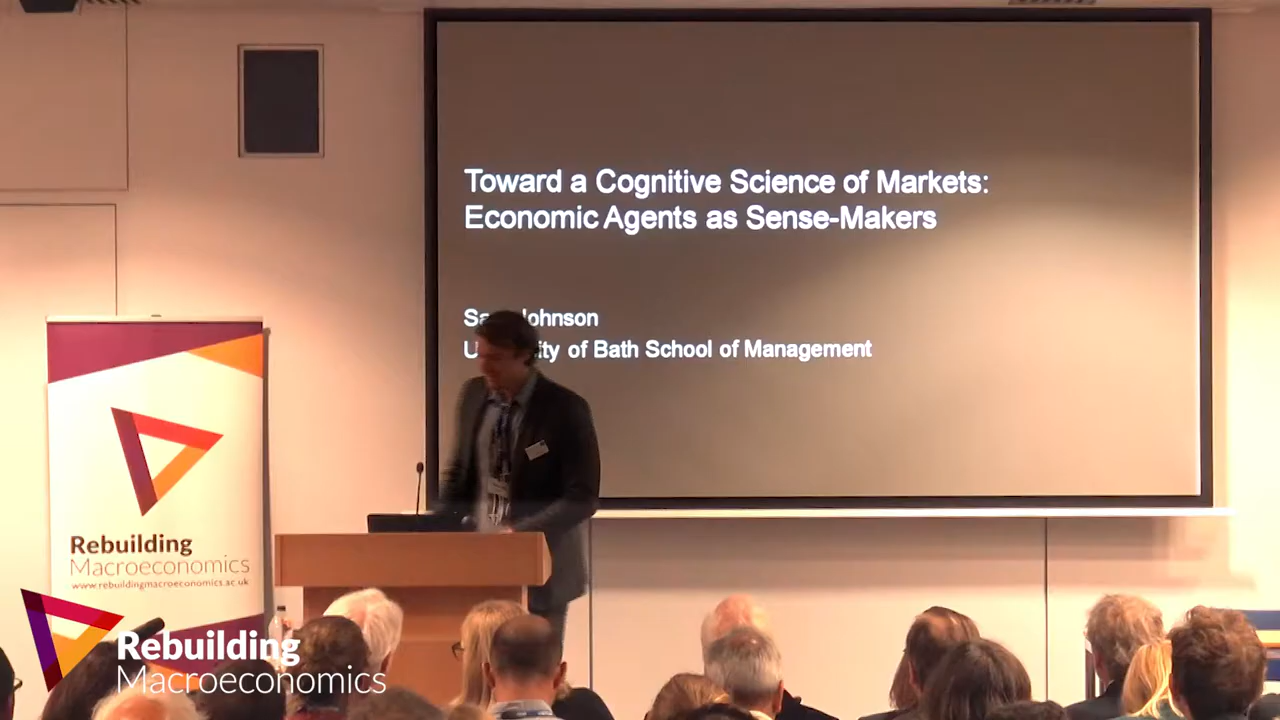 Toward a Cognitive Science of Markets:
Economic Agents as Sense-Makers
Johnson
of Bath School of Management
Rebuilding
Macroeconomics
www.rebuildingmacroeconomics.ac.uk
Rebuilding
Macroeconomics